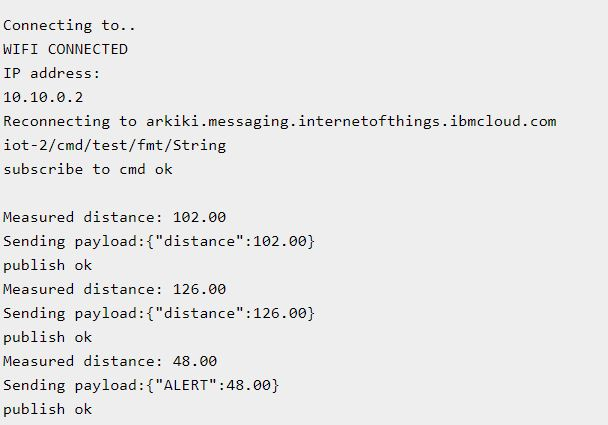 Connecting to..
WIFI CONNECTED
IP address:
10.10.0.2
Reconnecting to arkiki.messaging.internetofthings.ibmcloud.com
iot-2/cmd/test/fmt/String
subscribe to cmd ok
Measured distance: 102.00
Sending payload:{"distance":102.00}
publish ok
Measured distance: 126.00
Sending payload:{"distance":126.00}
publish ok
Measured distance: 48.00
Sending payload:{"ALERT":48.00}
publish ok